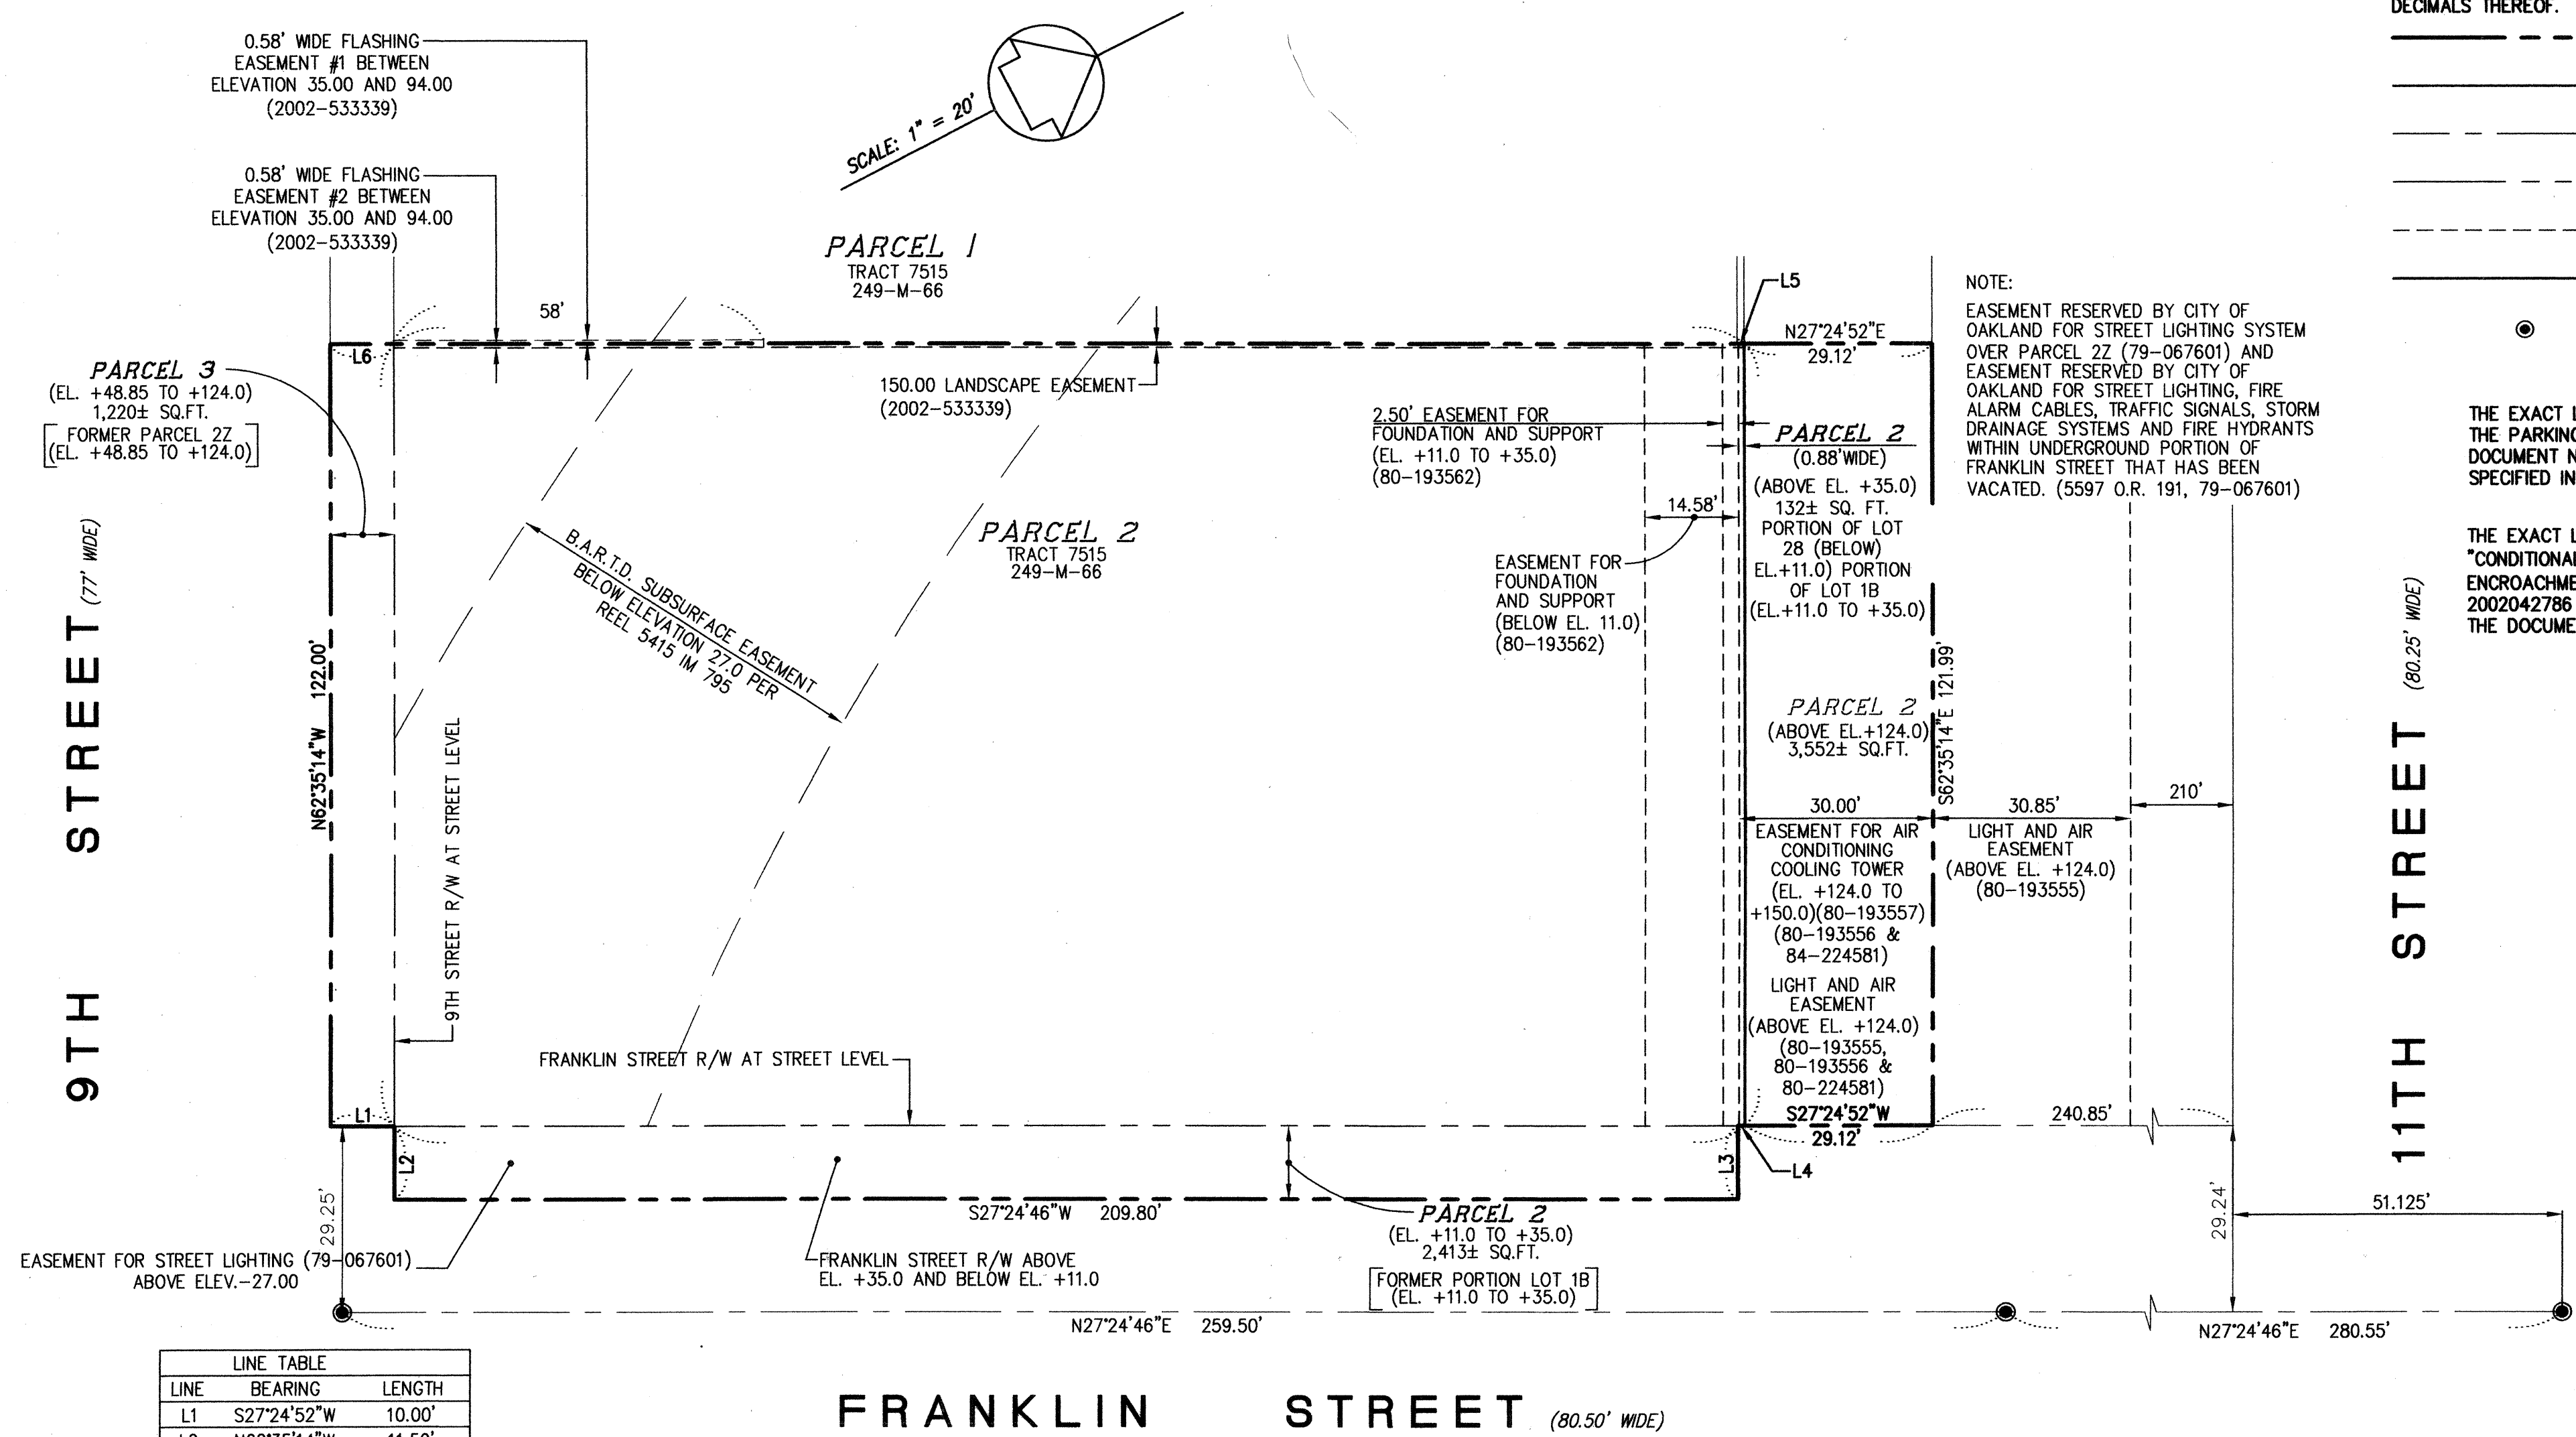 DECIMALS THEREOF.
0.58' WIDE FLASHING
EASEMENT #1 BETWEEN
ELEVATION 35.00 AND 94.00
(2002-533339)
0.58' WIDE FLASHING
EASEMENT #2 BETWEEN
ELEVATION 35.00 AND 94.00
(2002-533339)
SCALE: 1" = 20'
PARCEL 1
TRACT 7515
249-M-66
58'
L5
L6
N27°24'52"E
29.12'
PARCEL 3
(EL. +48.85 TO +124.0)
1,220± SQ.FT.
FORMER PARCEL 2Z
(EL. +48.85 TO +124.0)
150.00 LANDSCAPE EASEMENT
(2002-533339)
2.50' EASEMENT FOR
FOUNDATION AND SUPPORT
(EL. +11.0 TO +35.0)
(80-193562)
14.58'
EASEMENT FOR
FOUNDATION
AND SUPPORT
(BELOW EL. 11.0)
(80-193562)
PARCEL 2
TRACT 7515
249-M-66
B.A.R.T.D. SUBSURFACE EASEMENT
BELOW ELEVATION 27.0 PER
REEL 5415 IM 795
PARCEL 2
(0.88'WIDE)
(ABOVE EL. +35.0)
132± SQ. FT.
PORTION OF LOT
28 (BELOW)
EL.+11.0) PORTION
OF LOT 1B
(EL.+11.0 TO +35.0)
PARCEL 2
(ABOVE EL.+124.0)
3,552± SQ.FT.
30.00'
EASEMENT FOR AIR
CONDITIONING
COOLING TOWER
(EL. +124.0 TO
+150.0)(80-193557)
(80-193556 &
84-224581)
LIGHT AND AIR
EASEMENT
(ABOVE EL. +124.0)
(80-193555,
80-193556 &
80-224581)
S27°24'52"W
29.12'
S62°35'14"E 121.99'
NOTE:
EASEMENT RESERVED BY CITY OF
OAKLAND FOR STREET LIGHTING SYSTEM
OVER PARCEL 2Z (79-067601) AND
EASEMENT RESERVED BY CITY OF
OAKLAND FOR STREET LIGHTING, FIRE
ALARM CABLES, TRAFFIC SIGNALS, STORM
DRAINAGE SYSTEMS AND FIRE HYDRANTS
WITHIN UNDERGROUND PORTION OF
FRANKLIN STREET THAT HAS BEEN
VACATED. (5597 O.R. 191, 79-067601)
30.85'
LIGHT AND AIR
EASEMENT
(ABOVE EL. +124.0)
(80-193555)
210'
240.85'
THE EXACT L
THE PARKING
DOCUMENT N
SPECIFIED IN
THE EXACT L
"CONDITIONAL
ENCROACHME
2002042786
THE DOCUME
9TH STREET (77' WIDE)
N62°35'14"W 122.00'
9TH STREET R/W AT STREET LEVEL
FRANKLIN STREET R/W AT STREET LEVEL
11TH STREET (80.25' WIDE)
L1
L2
L3
L4
29.25'
S27°24'46"W 209.80'
PARCEL 2
(EL. +11.0 TO +35.0)
2,413± SQ.FT.
FORMER PORTION LOT 1B
(EL. +11.0 TO +35.0)
29.24'
51.125'
EASEMENT FOR STREET LIGHTING (79-067601)
ABOVE ELEV.-27.00
FRANKLIN STREET R/W ABOVE
EL. +35.0 AND BELOW EL. +11.0
N27°24'46"E 259.50'
N27°24'46"E 280.55'
LINE TABLE
LINE BEARING LENGTH
L1 S27°24'52"W 10.00'
FRANKLIN STREET (80.50' WIDE)